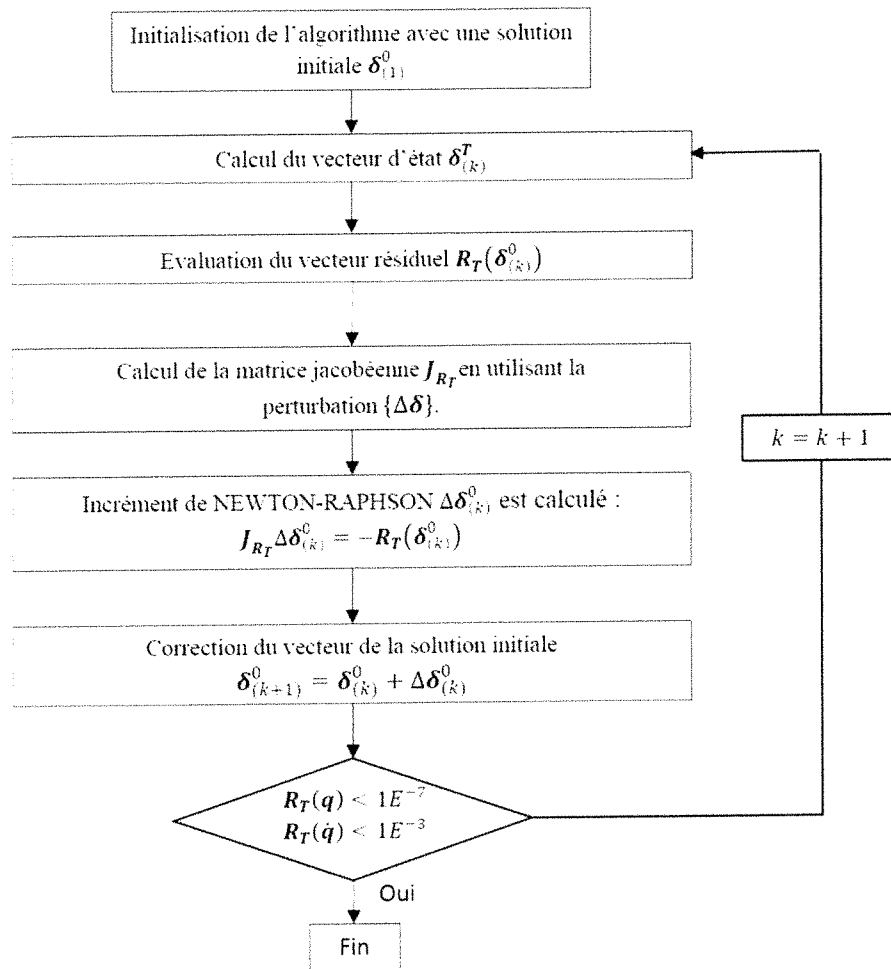 Initialisation de l'algorithme avec une solution
initiale δ⁰₍₁₎
Calcul du vecteur d'état δᵀ₍ₖ₎
Evaluation du vecteur résiduel R_T(δ⁰₍ₖ₎)
Calcul de la matrice jacobéenne J_{R_T} en utilisant la
perturbation {Δδ}.
k = k + 1
Incrément de NEWTON-RAPHSON Δδ⁰₍ₖ₎ est calculé :
J_{R_T} Δδ⁰₍ₖ₎ = −R_T(δ⁰₍ₖ₎)
Correction du vecteur de la solution initiale
δ⁰₍ₖ₊₁₎ = δ⁰₍ₖ₎ + Δδ⁰₍ₖ₎
R_T(q) < 1E⁻⁷
R_T(q̇) < 1E⁻³
Oui
Fin